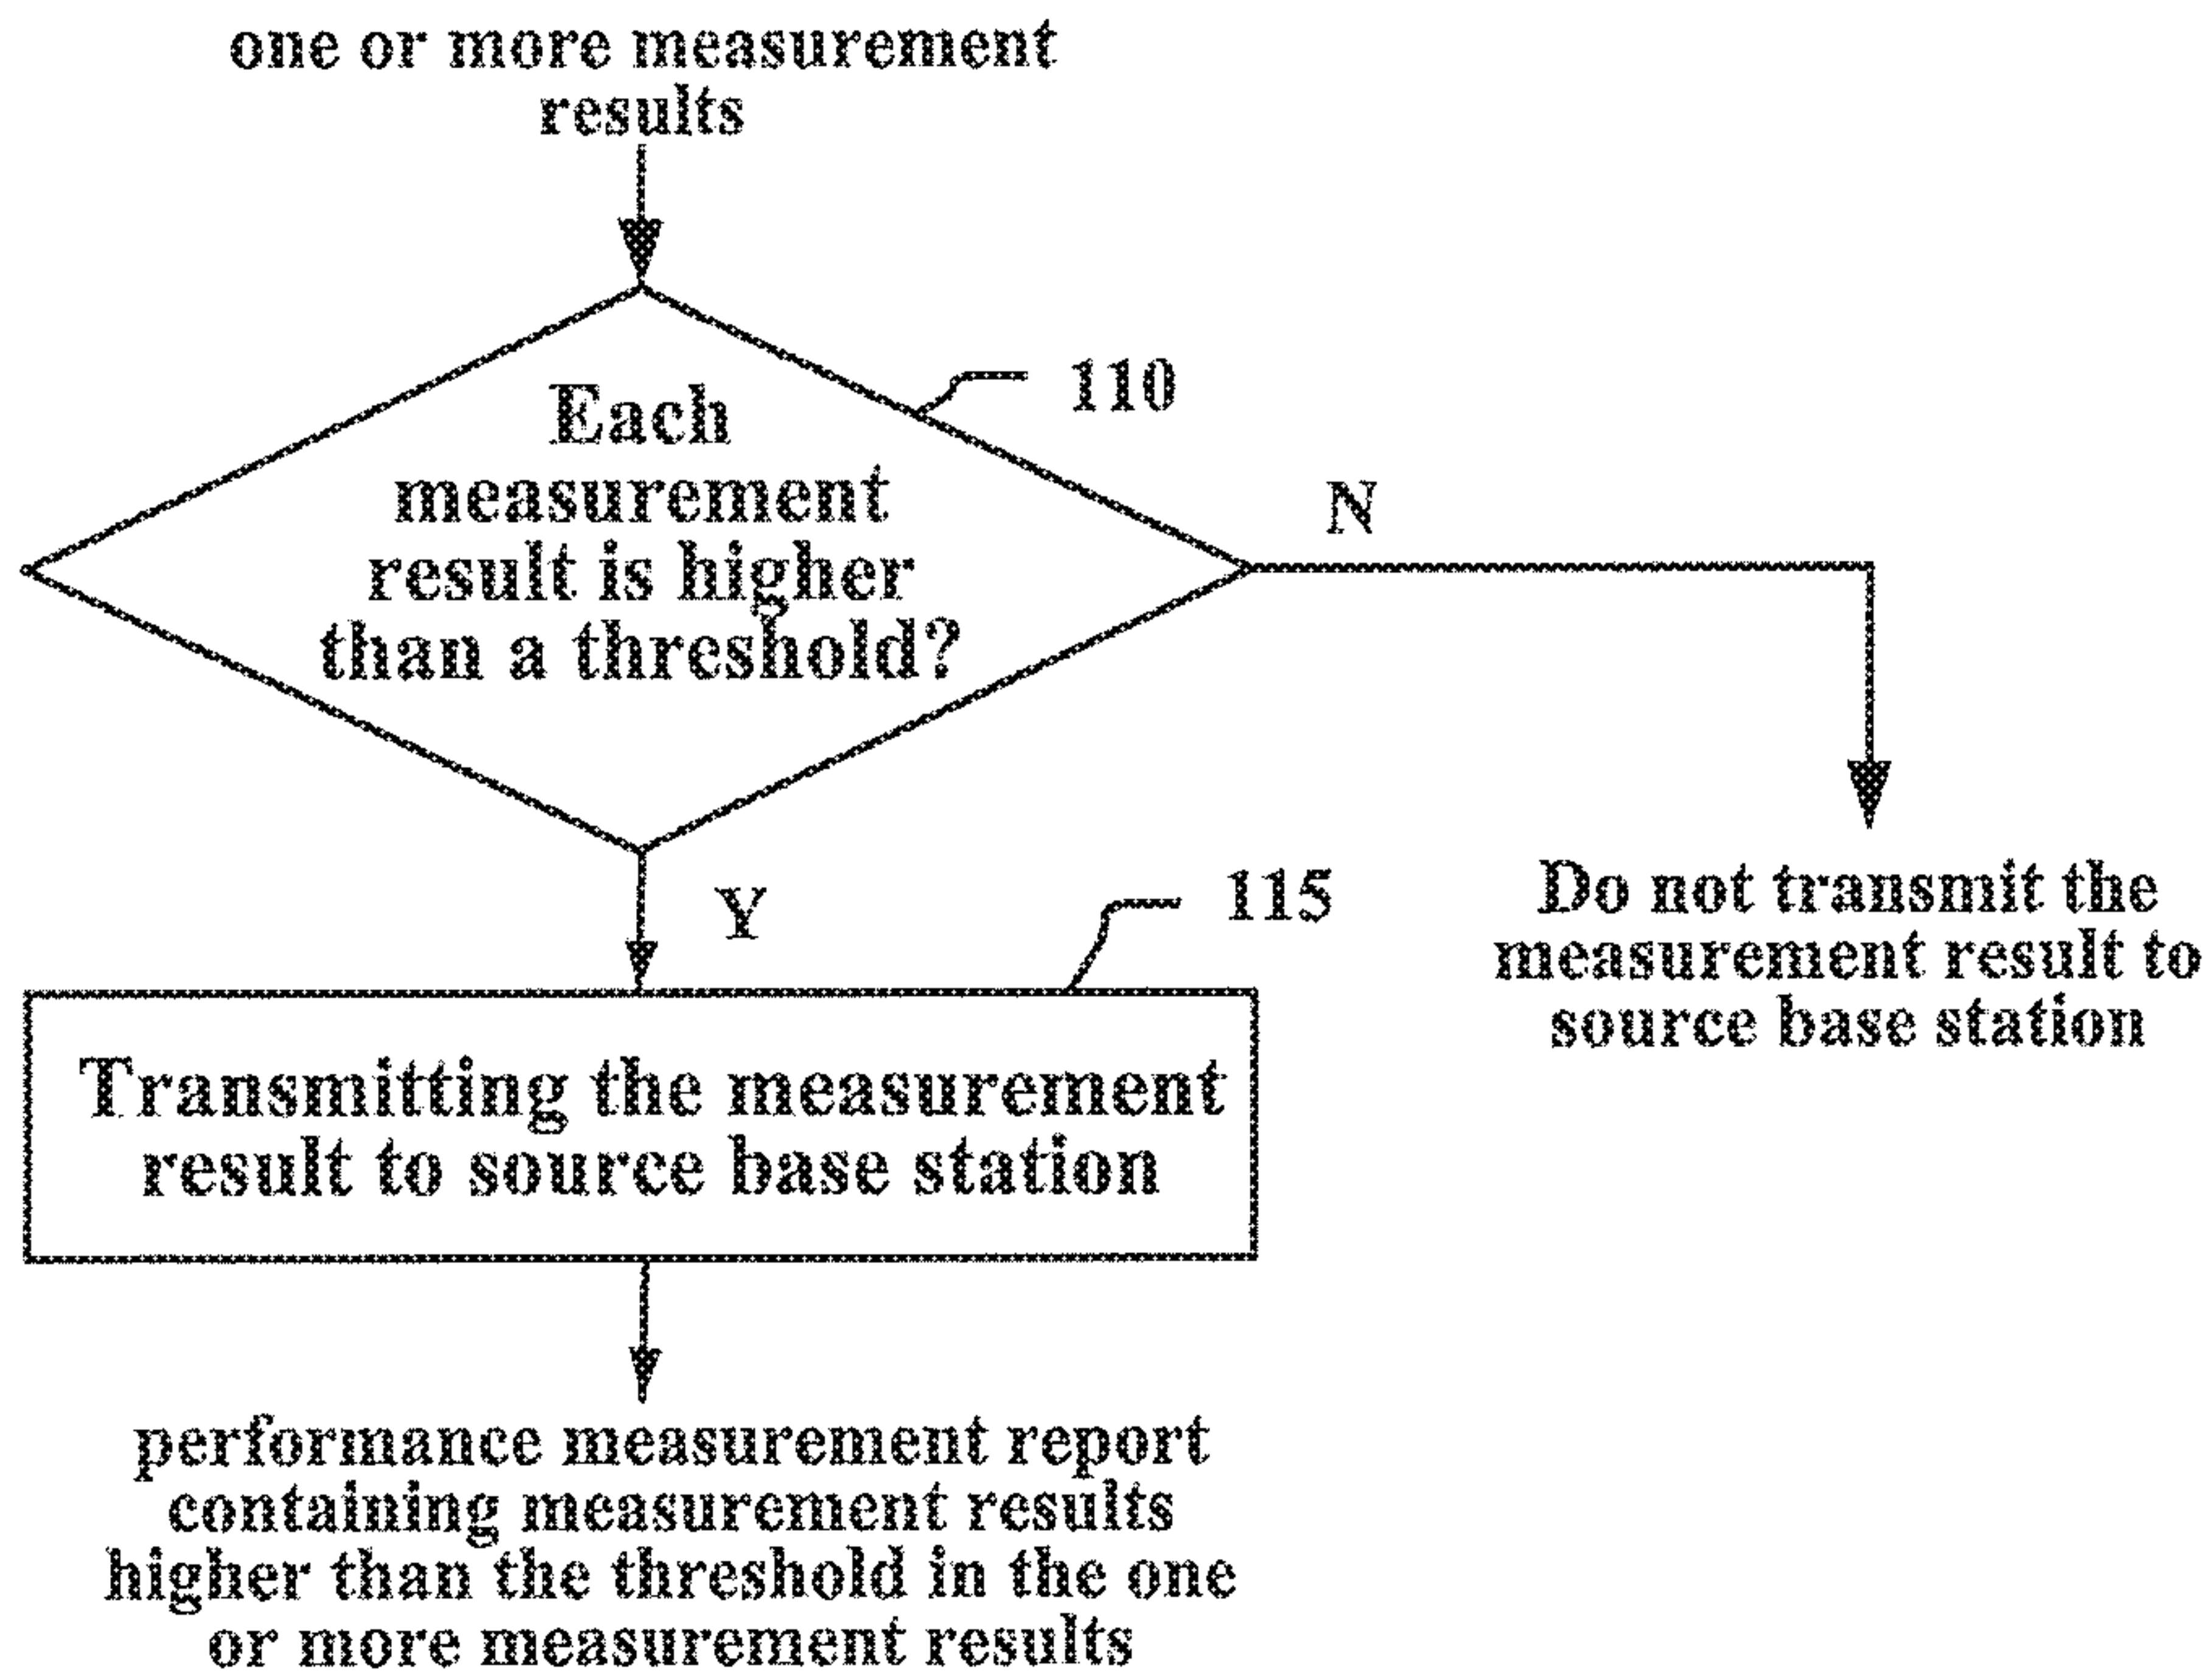 one or more measurement
results
110
Each
measurement
result is higher
than a threshold?
N
Y
115
Do not transmit the
measurement result to
source base station
Transmitting the measurement
result to source base station
performance measurement report
containing measurement results
higher than the threshold in the one
or more measurement results